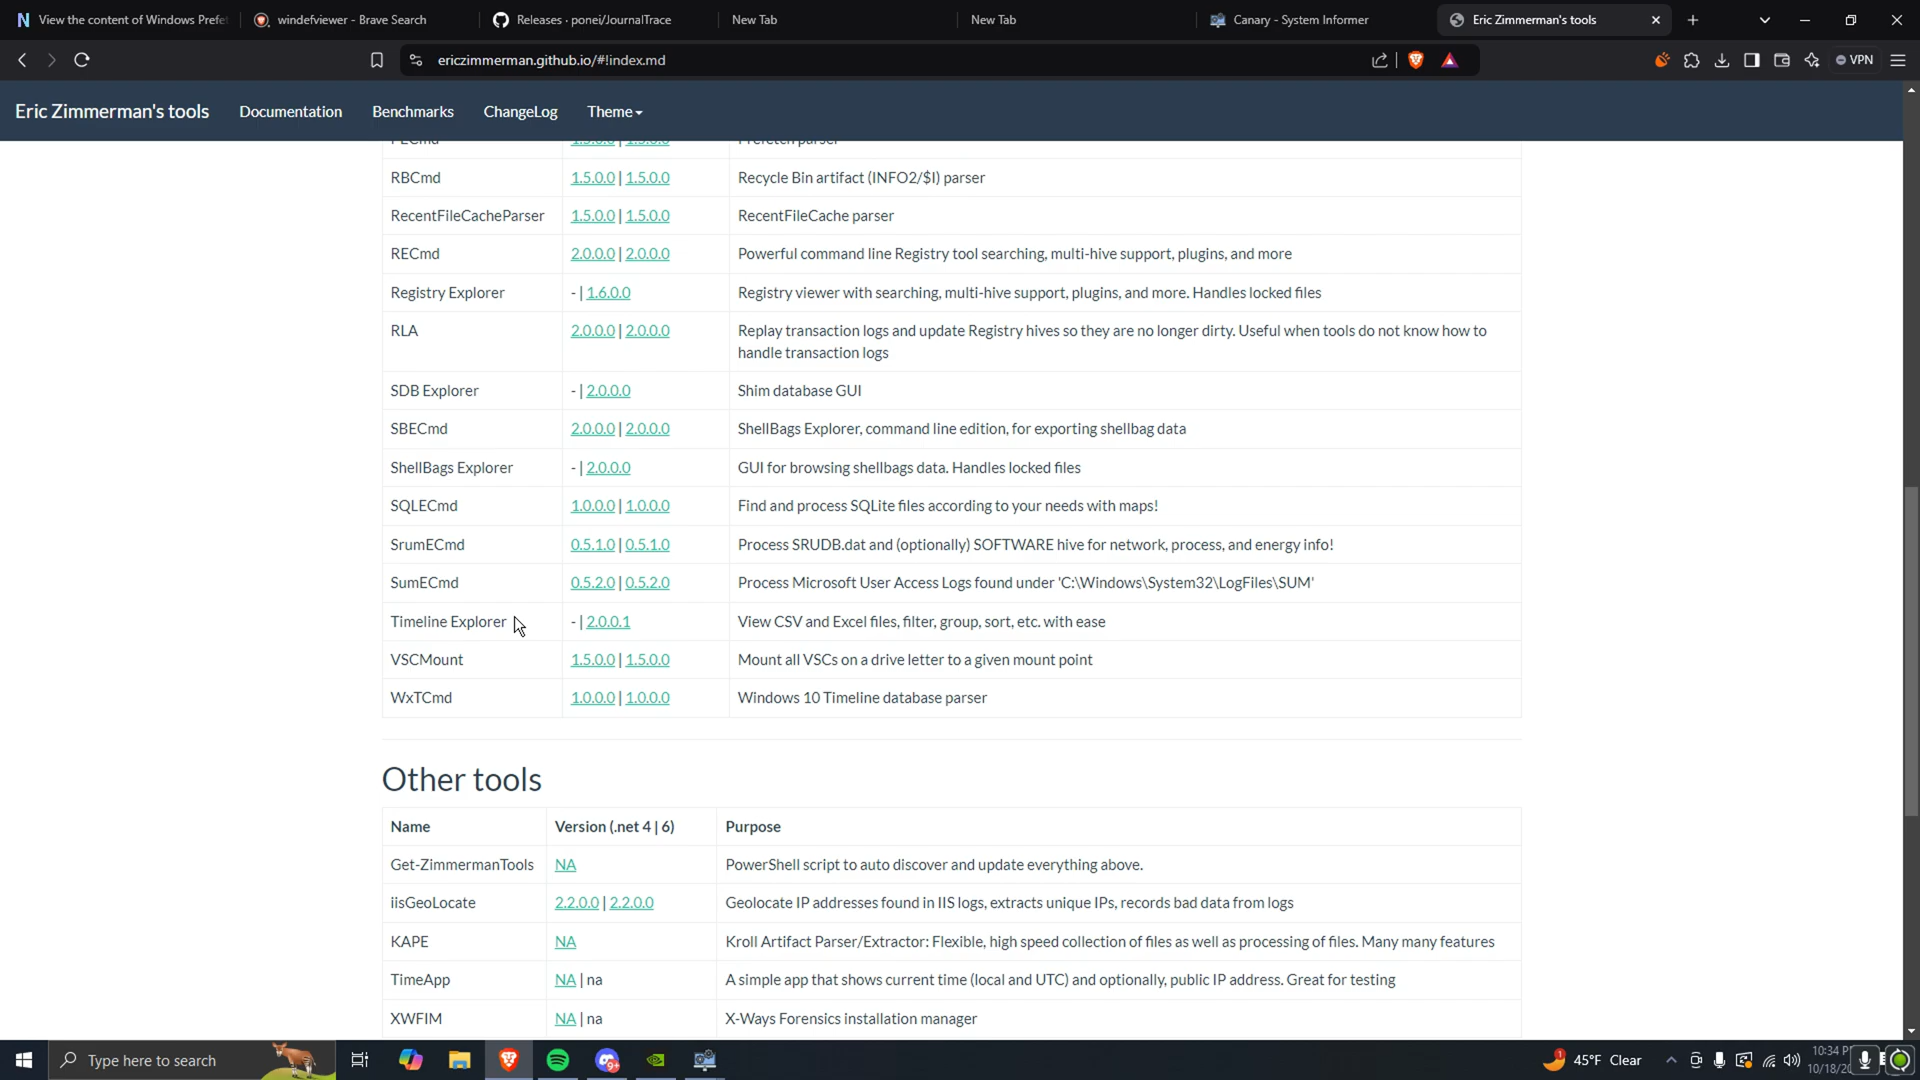 View the content of Windows Prefe
windefviewer - Brave Search
Releases · ponei/JournalTrace
New Tab
New Tab
Canary - System Informer
Eric Zimmerman's tools
ericzimmerman.github.io/#!index.md
VPN
Eric Zimmerman's tools
Documentation
Benchmarks
ChangeLog
Theme
RBCmd
1.5.0.0 | 1.5.0.0
Recycle Bin artifact (INFO2/$I) parser
RecentFileCacheParser
1.5.0.0 | 1.5.0.0
RecentFileCache parser
RECmd
2.0.0.0 | 2.0.0.0
Powerful command line Registry tool searching, multi-hive support, plugins, and more
Registry Explorer
- | 1.6.0.0
Registry viewer with searching, multi-hive support, plugins, and more. Handles locked files
RLA
2.0.0.0 | 2.0.0.0
Replay transaction logs and update Registry hives so they are no longer dirty. Useful when tools do not know how to
handle transaction logs
SDB Explorer
- | 2.0.0.0
Shim database GUI
SBECmd
2.0.0.0 | 2.0.0.0
ShellBags Explorer, command line edition, for exporting shellbag data
ShellBags Explorer
- | 2.0.0.0
GUI for browsing shellbags data. Handles locked files
SQLECmd
1.0.0.0 | 1.0.0.0
Find and process SQLite files according to your needs with maps!
SrumECmd
0.5.1.0 | 0.5.1.0
Process SRUDB.dat and (optionally) SOFTWARE hive for network, process, and energy info!
SumECmd
0.5.2.0 | 0.5.2.0
Process Microsoft User Access Logs found under 'C:\Windows\System32\LogFiles\SUM'
Timeline Explorer
- | 2.0.0.1
View CSV and Excel files, filter, group, sort, etc. with ease
VSCMount
1.5.0.0 | 1.5.0.0
Mount all VSCs on a drive letter to a given mount point
WxTCmd
1.0.0.0 | 1.0.0.0
Windows 10 Timeline database parser
Other tools
Name
Version (.net 4 | 6)
Purpose
Get-ZimmermanTools
NA
PowerShell script to auto discover and update everything above.
iisGeoLocate
2.2.0.0 | 2.2.0.0
Geolocate IP addresses found in IIS logs, extracts unique IPs, records bad data from logs
KAPE
NA
Kroll Artifact Parser/Extractor: Flexible, high speed collection of files as well as processing of files. Many many features
TimeApp
NA | na
A simple app that shows current time (local and UTC) and optionally, public IP address. Great for testing
XWFIM
NA | na
X-Ways Forensics installation manager
Type here to search
45°F Clear
10:34 P
10/18/20